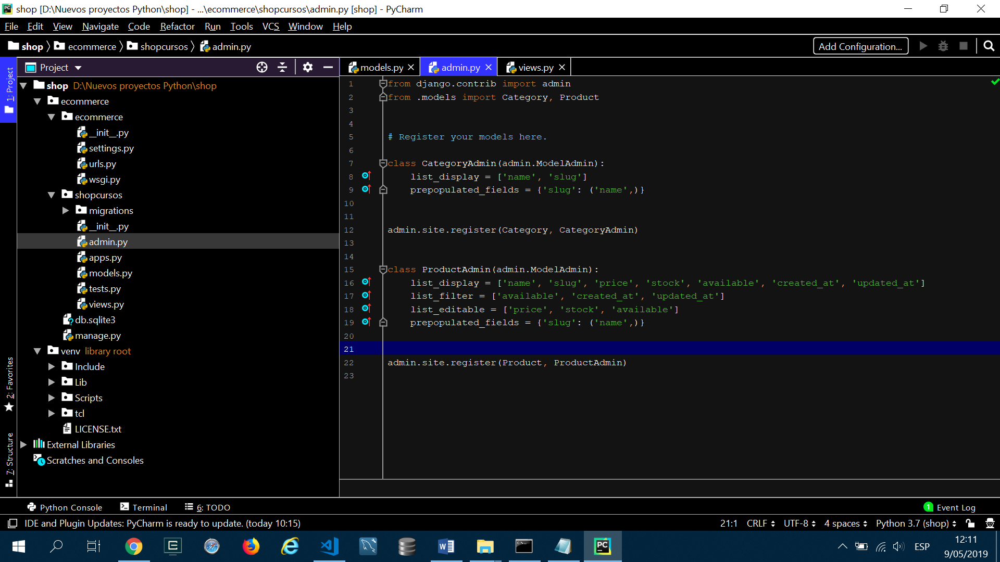 shop [D:\Nuevos proyectos Python\shop] - ...\ecommerce\shopcursos\admin.py [shop] - PyCharm
File Edit View Navigate Code Refactor Run Tools VCS Window Help
shop ecommerce shopcursos admin.py
Add Configuration...
1: Project
2: Favorites
7: Structure
Project
shop D:\Nuevos proyectos Python\shop
ecommerce
ecommerce
__init__.py
settings.py
urls.py
wsgi.py
shopcursos
migrations
__init__.py
admin.py
apps.py
models.py
tests.py
views.py
db.sqlite3
manage.py
venv library root
Include
Lib
Scripts
tcl
LICENSE.txt
External Libraries
Scratches and Consoles
models.py admin.py views.py
1 from django.contrib import admin
2 from .models import Category, Product
3
4
5 # Register your models here.
6
7 class CategoryAdmin(admin.ModelAdmin):
8 list_display = ['name', 'slug']
9 prepopulated_fields = {'slug': ('name',)}
10
11
12 admin.site.register(Category, CategoryAdmin)
13
14
15 class ProductAdmin(admin.ModelAdmin):
16 list_display = ['name', 'slug', 'price', 'stock', 'available', 'created_at', 'updated_at']
17 list_filter = ['available', 'created_at', 'updated_at']
18 list_editable = ['price', 'stock', 'available']
19 prepopulated_fields = {'slug': ('name',)}
20
21
22 admin.site.register(Product, ProductAdmin)
23
Python Console Terminal 6: TODO
1 Event Log
IDE and Plugin Updates: PyCharm is ready to update. (today 10:15)
21:1 CRLF UTF-8 4 spaces Python 3.7 (shop)
ESP
12:11
9/05/2019